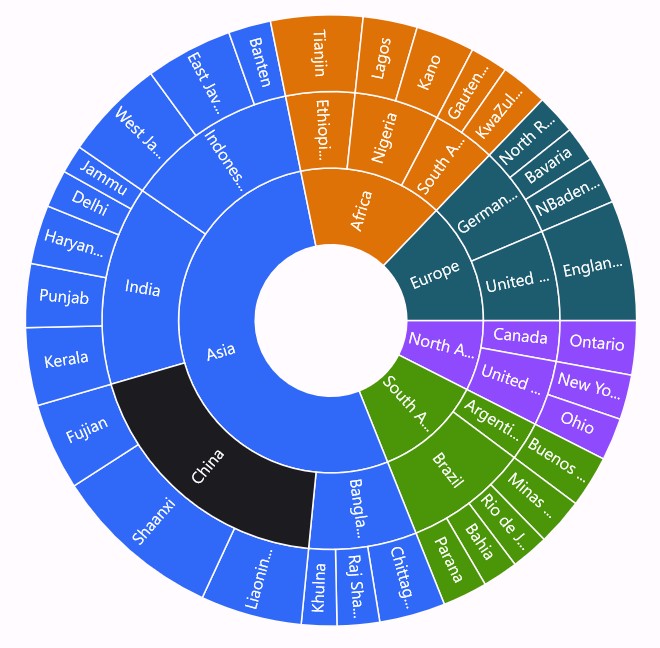 Tianjin
Lagos
Kano
Gauten...
KwaZul...
Ethiopi...
Nigeria
South A...
Africa
North R...
Bavaria
NBaden...
Englan...
German...
United ...
Europe
Ontario
New Yo...
Ohio
Canada
United ...
North A...
Buenos ...
Minas ...
Rio de J...
Bahia
Parana
Argenti...
Brazil
South A...
Chittag...
Raj Sha...
Khulna
Bangla...
Liaonin...
Shaanxi
Fujian
China
Kerala
Punjab
Haryan...
Delhi
Jammu
India
West Ja...
East Jav...
Banten
Indones...
Asia